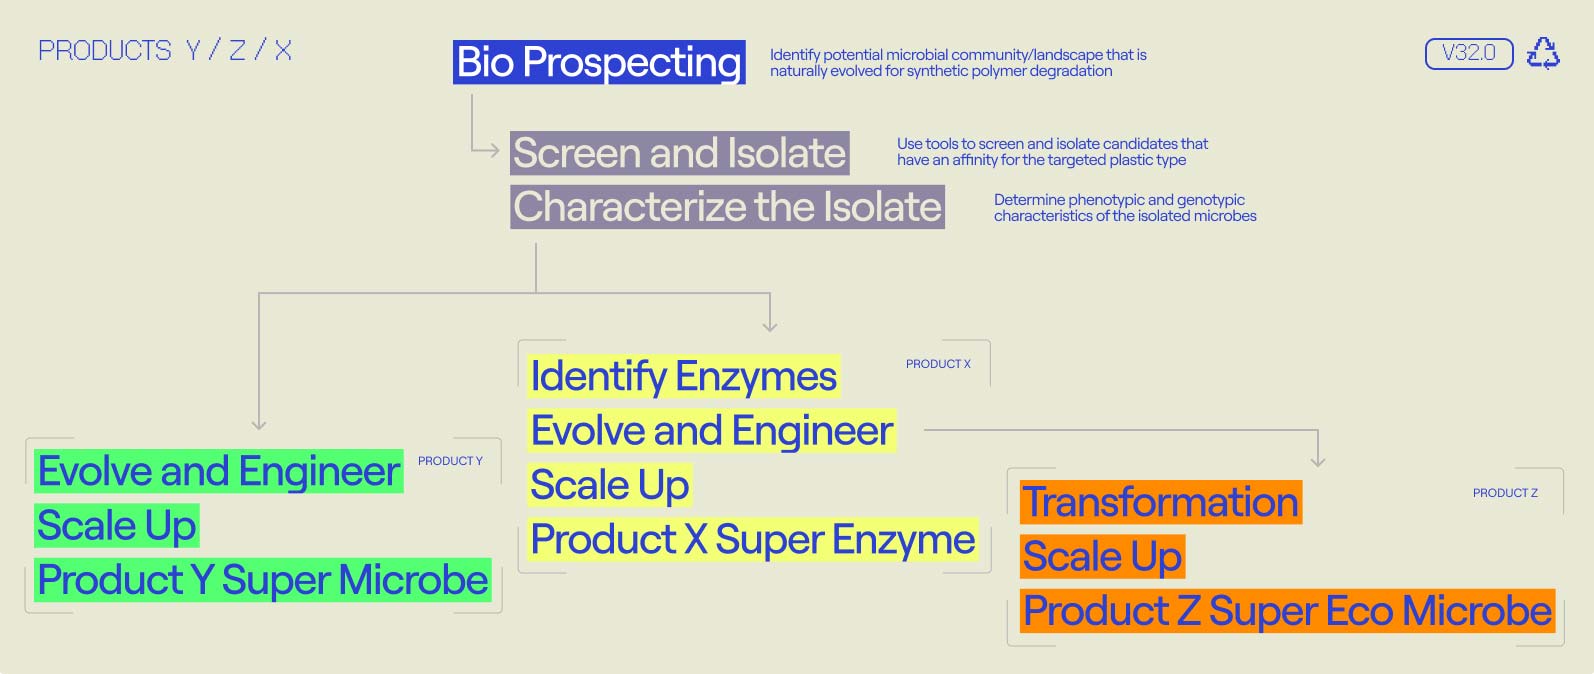 PRODUCTS Y / Z / X
V32.0
Bio Prospecting
Identify potential microbial community/landscape that is
naturally evolved for synthetic polymer degradation
Screen and Isolate
Use tools to screen and isolate candidates that
have an affinity for the targeted plastic type
Characterize the Isolate
Determine phenotypic and genotypic
characteristics of the isolated microbes
PRODUCT Y
Evolve and Engineer
Scale Up
Product Y Super Microbe
PRODUCT X
Identify Enzymes
Evolve and Engineer
Scale Up
Product X Super Enzyme
PRODUCT Z
Transformation
Scale Up
Product Z Super Eco Microbe